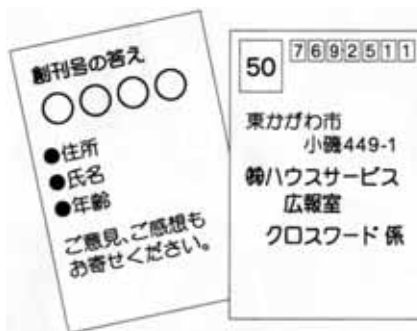 創刊号の答え
○○○○
●住所
●氏名
●年齢
ご意見、ご感想も
お寄せください。
50
7692511
東かがわ市
小磯449-1
㈱ハウスサービス
広報室
クロスワード係